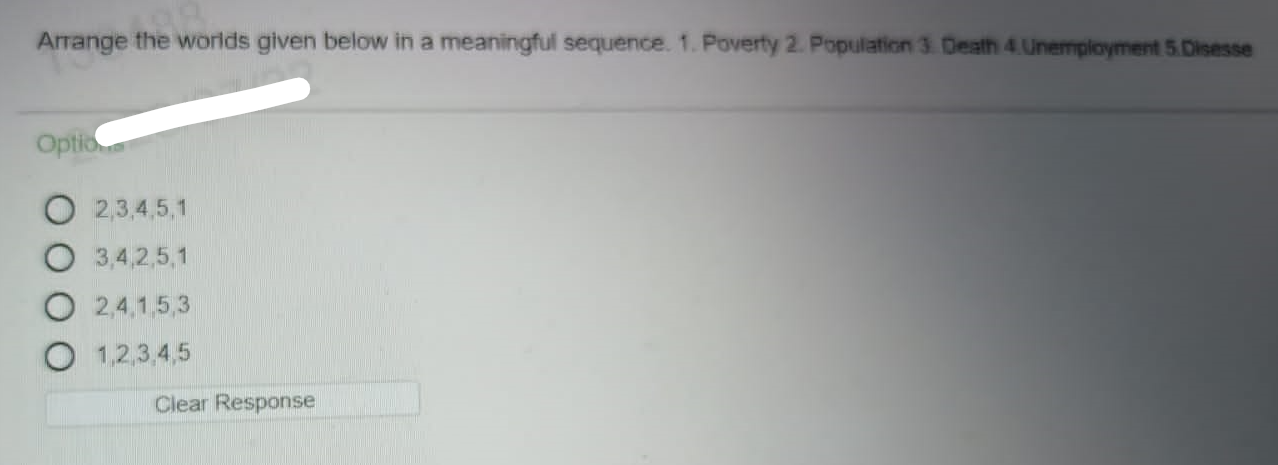 Arrange the worlds given below in a meaningful sequence. 1. Poverty 2. Population 3. Death 4.Unemployment 5.Disesse
Options
2,3,4,5,1
3,4,2,5,1
2,4,1,5,3
1,2,3,4,5
Clear Response